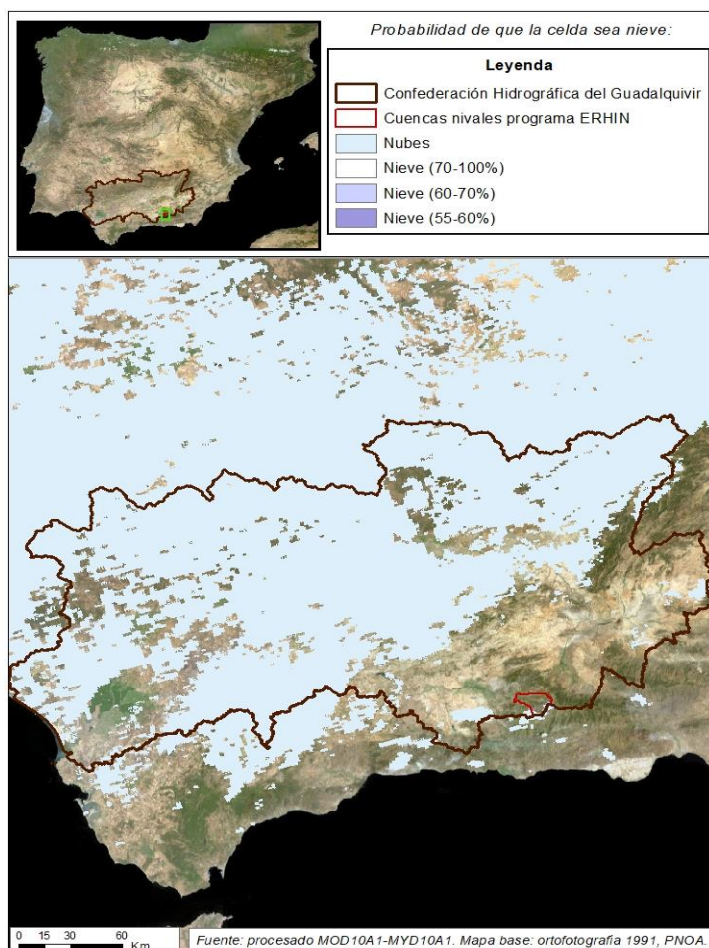 Probabilidad de que la celda sea nieve:
Leyenda
Confederación Hidrográfica del Guadalquivir
Cuencas nivales programa ERHIN
Nubes
Nieve (70-100%)
Nieve (60-70%)
Nieve (55-60%)
0 15 30 60
Km
Fuente: procesado MOD10A1-MYD10A1. Mapa base: ortofotografía 1991, PNOA.